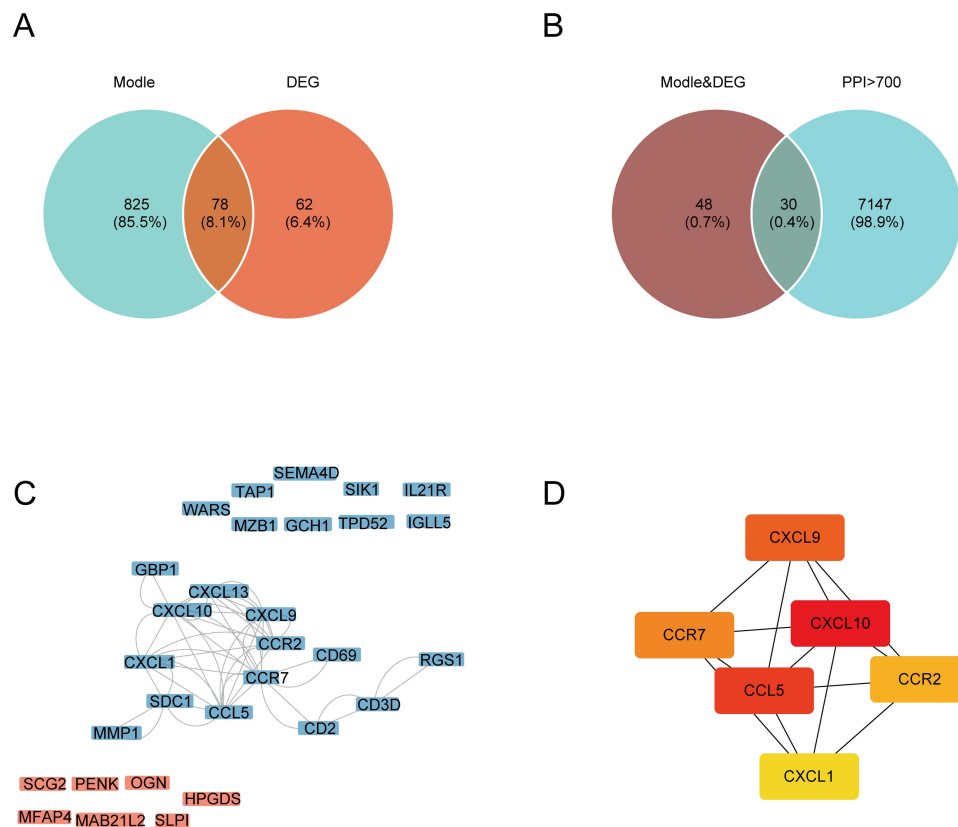 A
B
Modle
DEG
Modle&DEG
PPI>700
825
(85.5%)
78
(8.1%)
62
(6.4%)
48
(0.7%)
30
(0.4%)
7147
(98.9%)
C
D
SEMA4D
TAP1
SIK1
IL21R
WARS
MZB1
GCH1
TPD52
IGLL5
GBP1
CXCL13
CXCL10
CXCL9
CCR2
CD69
CXCL1
CCR7
RGS1
SDC1
CCL5
CD3D
MMP1
CD2
SCG2
PENK
OGN
HPGDS
MFAP4
MAB21L2
SLPI
CXCL9
CCR7
CXCL10
CCL5
CCR2
CXCL1